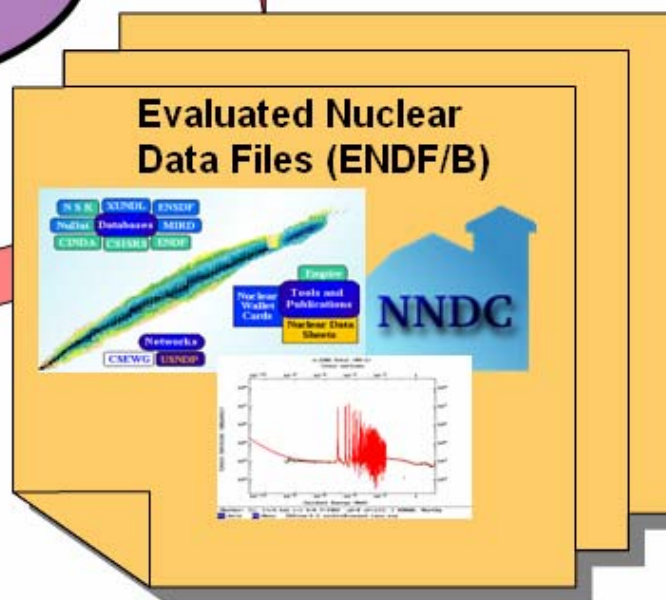 Evaluated Nuclear
Data Files (ENDF/B)
N S R XUNDL ENSDF
NuDat Databases MIRD
CINDA CSISRS ENDF
Empire
Nuclear
Wallet
Cards
Tools and
Publications
Nuclear Data
Sheets
Networks
CSEWG USNDP
NNDC